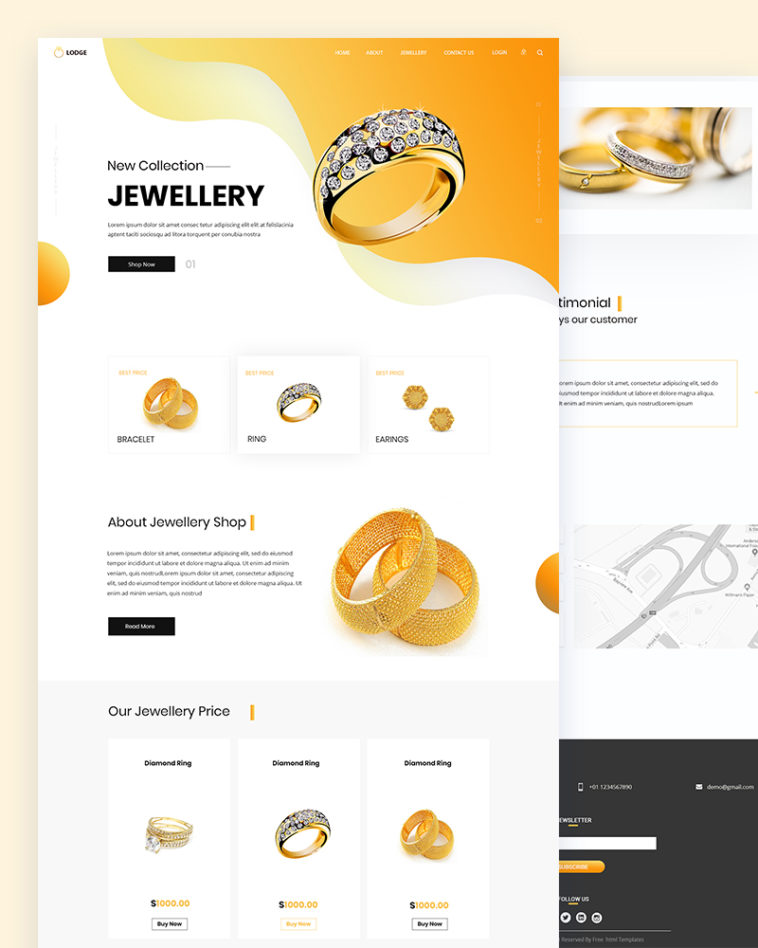 LODGE
HOME ABOUT JEWELLERY CONTACT US LOGIN
New Collection
JEWELLERY
Lorem ipsum dolor sit amet consec tetur adipiscing elit elit at felislacinia
aptent taciti sociosqu ad litora torquent per conubia nostra
Shop Now 01
BEST PRICE
BRACELET
BEST PRICE
RING
BEST PRICE
EARINGS
About Jewellery Shop
Lorem ipsum dolor sit amet, consectetur adipiscing elit, sed do eiusmod
tempor incididunt ut labore et dolore magna aliqua. Ut enim ad minim
veniam, quis nostrudLorem ipsum dolor sit amet, consectetur adipiscing
elit, sed do eiusmod tempor incididunt ut labore et dolore magna aliqua. Ut
enim ad minim veniam, quis nostrud
Read More
Our Jewellery Price
Diamond Ring
$1000.00
Buy Now
Diamond Ring
$1000.00
Buy Now
Diamond Ring
$1000.00
Buy Now
timonial
ys our customer
orem ipsum dolor sit amet, consectetur adipiscing elit, sed do
iusmod tempor incididunt ut labore et dolore magna aliqua.
t enim ad minim veniam, quis nostrudLorem ipsum
+01 1234567890 demo@gmail.com
EWSLETTER
SUBSCRIBE
FOLLOW US
Reserved By Free html Templates